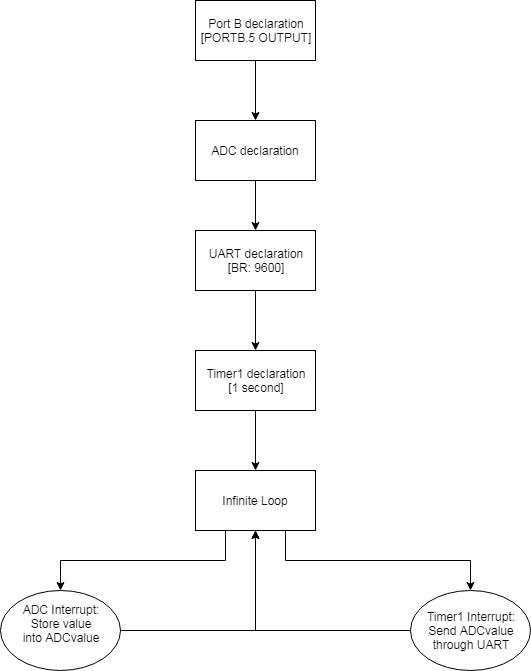 Port B declaration
[PORTB.5 OUTPUT]
ADC declaration
UART declaration
[BR: 9600]
Timer1 declaration
[1 second]
Infinite Loop
ADC Interrupt:
Store value
into ADCvalue
Timer1 Interrupt:
Send ADCvalue
through UART